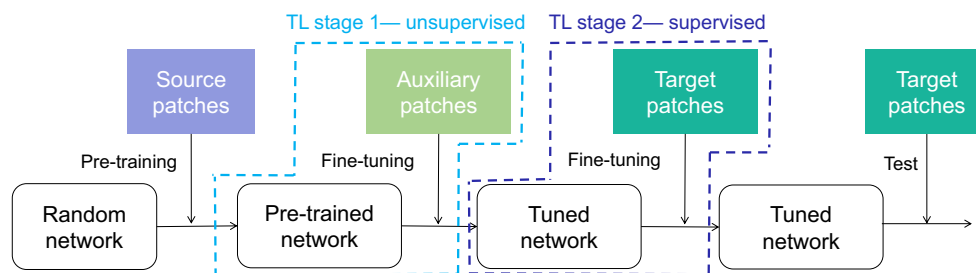 TL stage 1— unsupervised
TL stage 2— supervised
Source
patches
Auxiliary
patches
Target
patches
Target
patches
Pre-training
Fine-tuning
Fine-tuning
Test
Random
network
Pre-trained
network
Tuned
network
Tuned
network